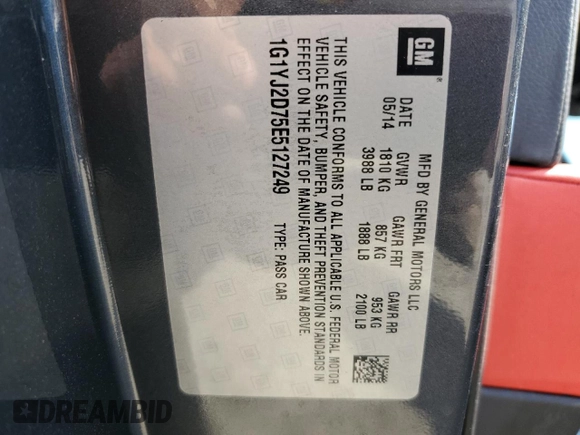 GM
MFD BY GENERAL MOTORS LLC
DATE GVWR GAWR FRT GAWR RR
05/14 1810 KG 857 KG 953 KG
3988 LB 1888 LB 2100 LB
THIS VEHICLE CONFORMS TO ALL APPLICABLE U.S. FEDERAL MOTOR
VEHICLE SAFETY, BUMPER, AND THEFT PREVENTION STANDARDS IN
EFFECT ON THE DATE OF MANUFACTURE SHOWN ABOVE.
1G1YJ2D75E5127249 TYPE: PASS CAR
DREAMBID